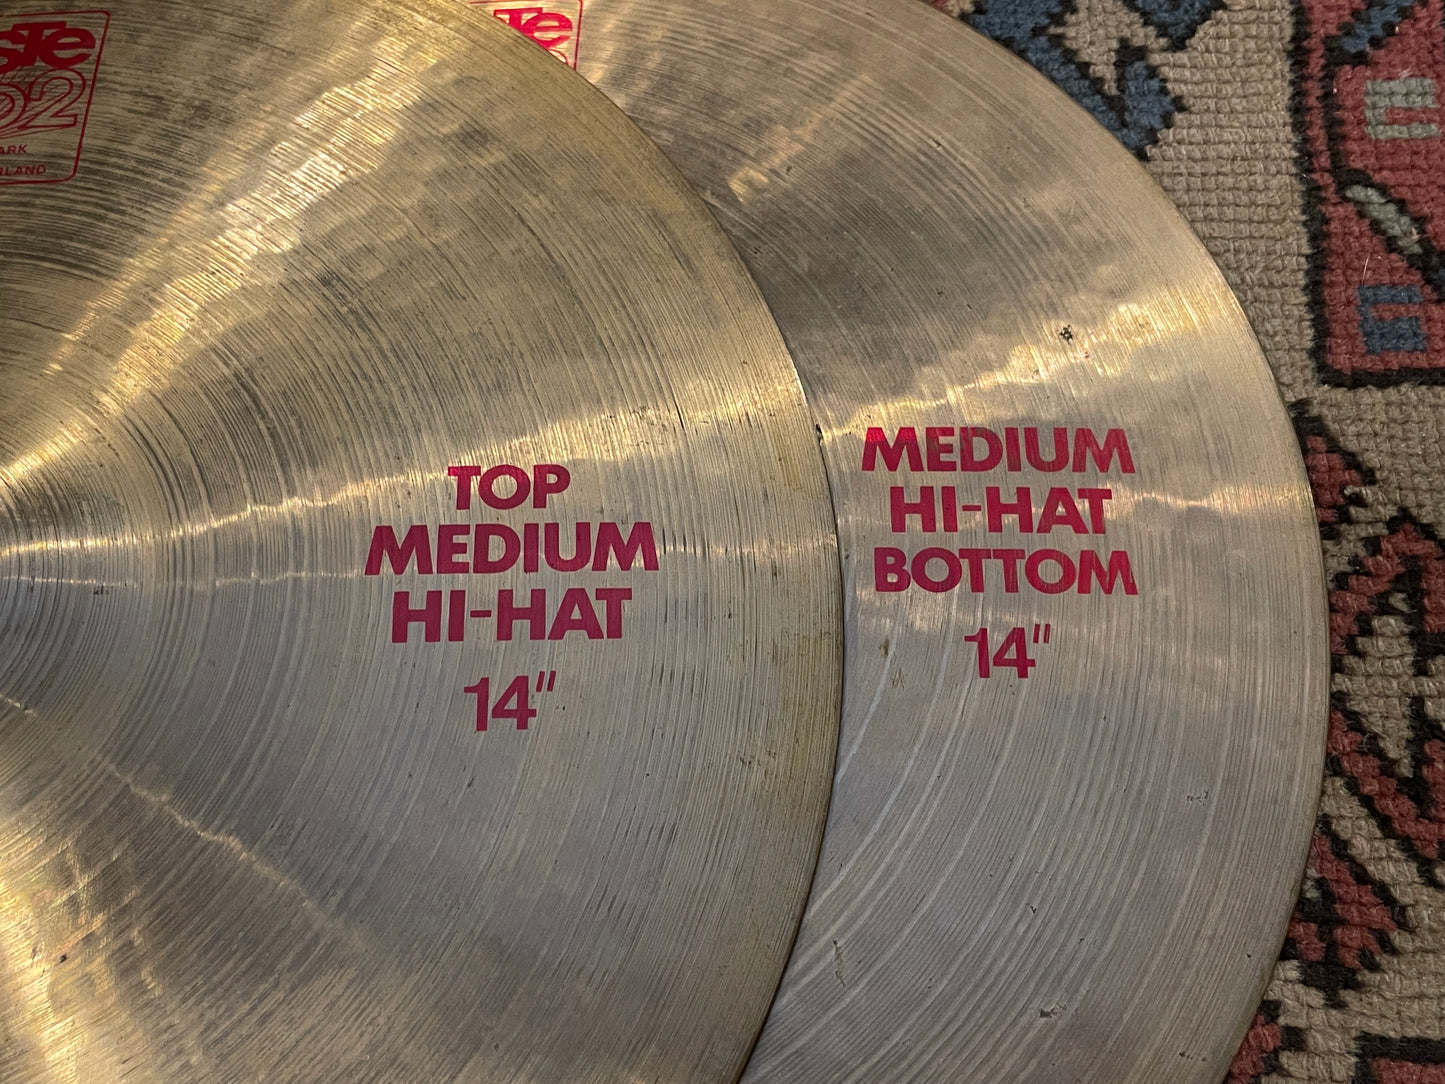 TOP
MEDIUM
HI-HAT
14"
MEDIUM
HI-HAT
BOTTOM
14"